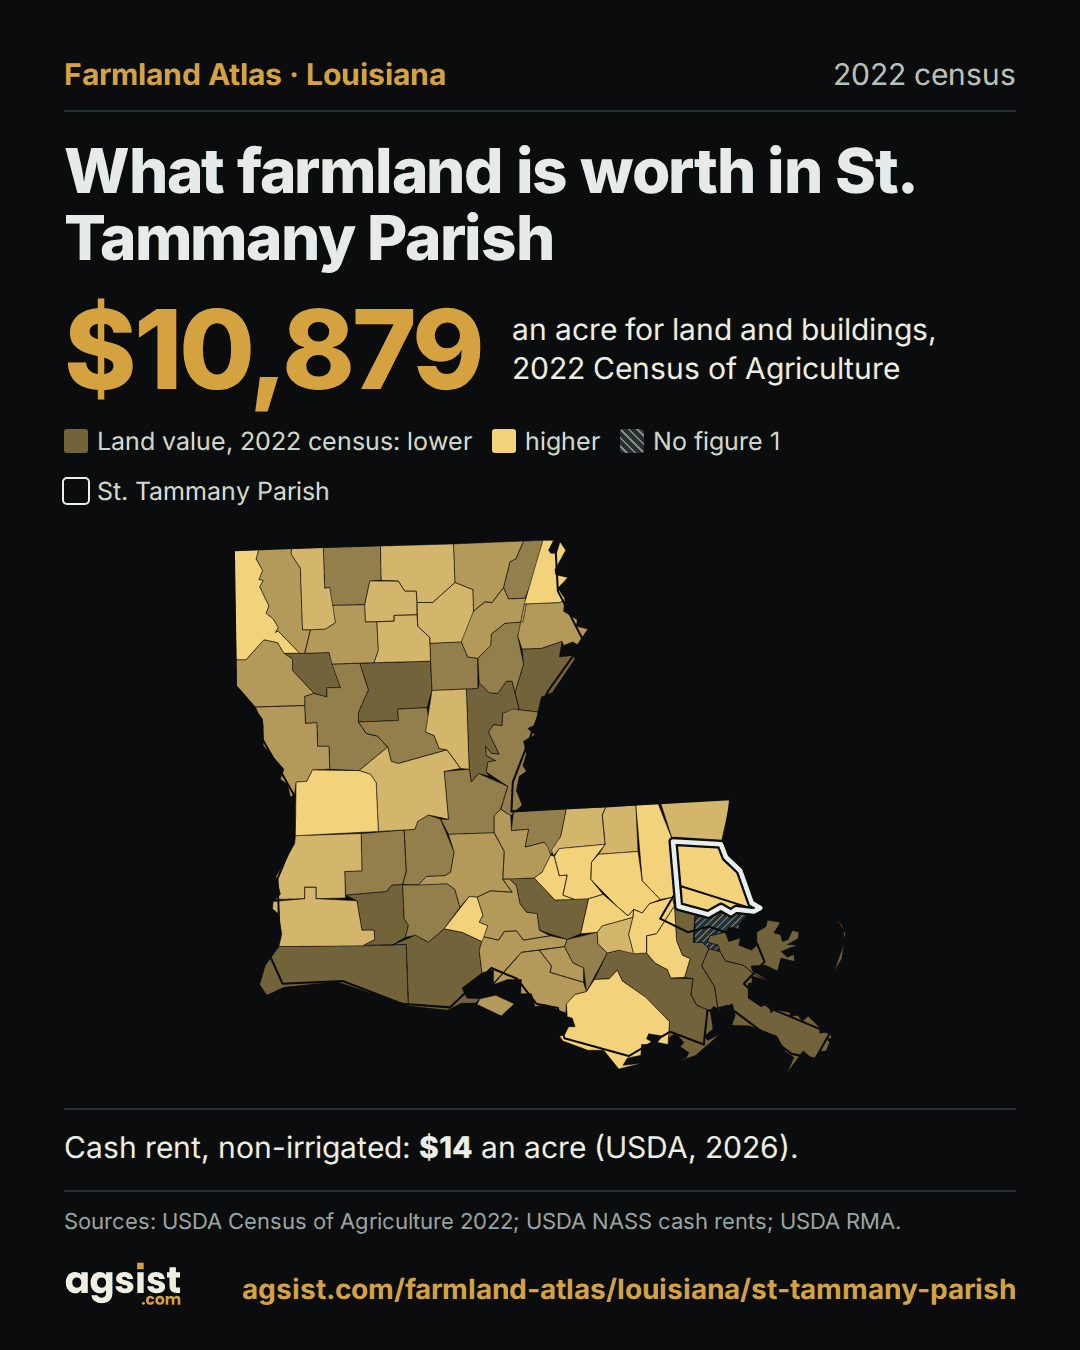 Farmland Atlas · Louisiana
2022 census
What farmland is worth in St.
Tammany Parish
$10,879
an acre for land and buildings,
2022 Census of Agriculture
Land value, 2022 census: lower
higher
No figure 1
St. Tammany Parish
Cash rent, non-irrigated: $14 an acre (USDA, 2026).
Sources: USDA Census of Agriculture 2022; USDA NASS cash rents; USDA RMA.
agsist
.com
agsist.com/farmland-atlas/louisiana/st-tammany-parish